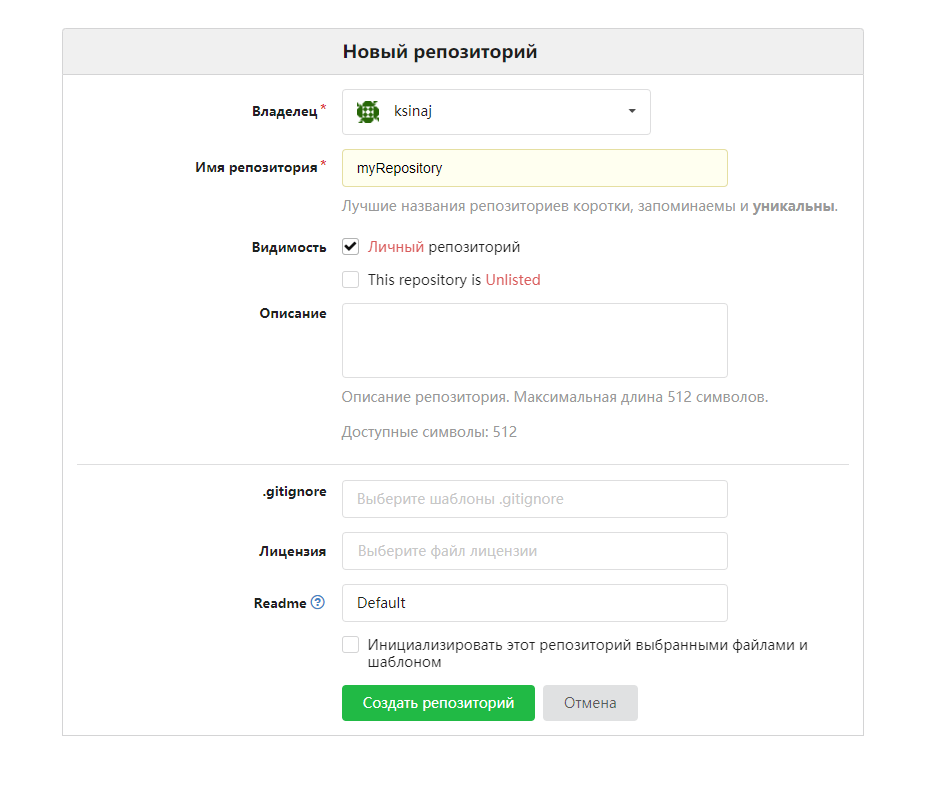 Новый репозиторий
Владелец*
ksinaj
Имя репозитория*
myRepository
Лучшие названия репозиториев коротки, запоминаемы и уникальны.
Видимость
Личный репозиторий
This repository is Unlisted
Описание
Описание репозитория. Максимальная длина 512 символов.
Доступные символы: 512
.gitignore
Выберите шаблоны .gitignore
Лицензия
Выберите файл лицензии
Readme
Default
Инициализировать этот репозиторий выбранными файлами и
шаблоном
Создать репозиторий
Отмена